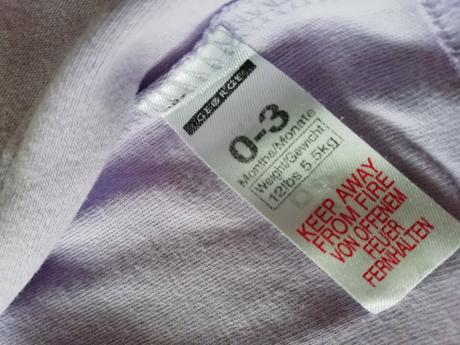 GEORGE
0-3
Months/Monate
Weight/Gewicht
12lbs 5.5kg
KEEP AWAY
FROM FIRE
VON OFFENEM
FEUER
FERNHALTEN